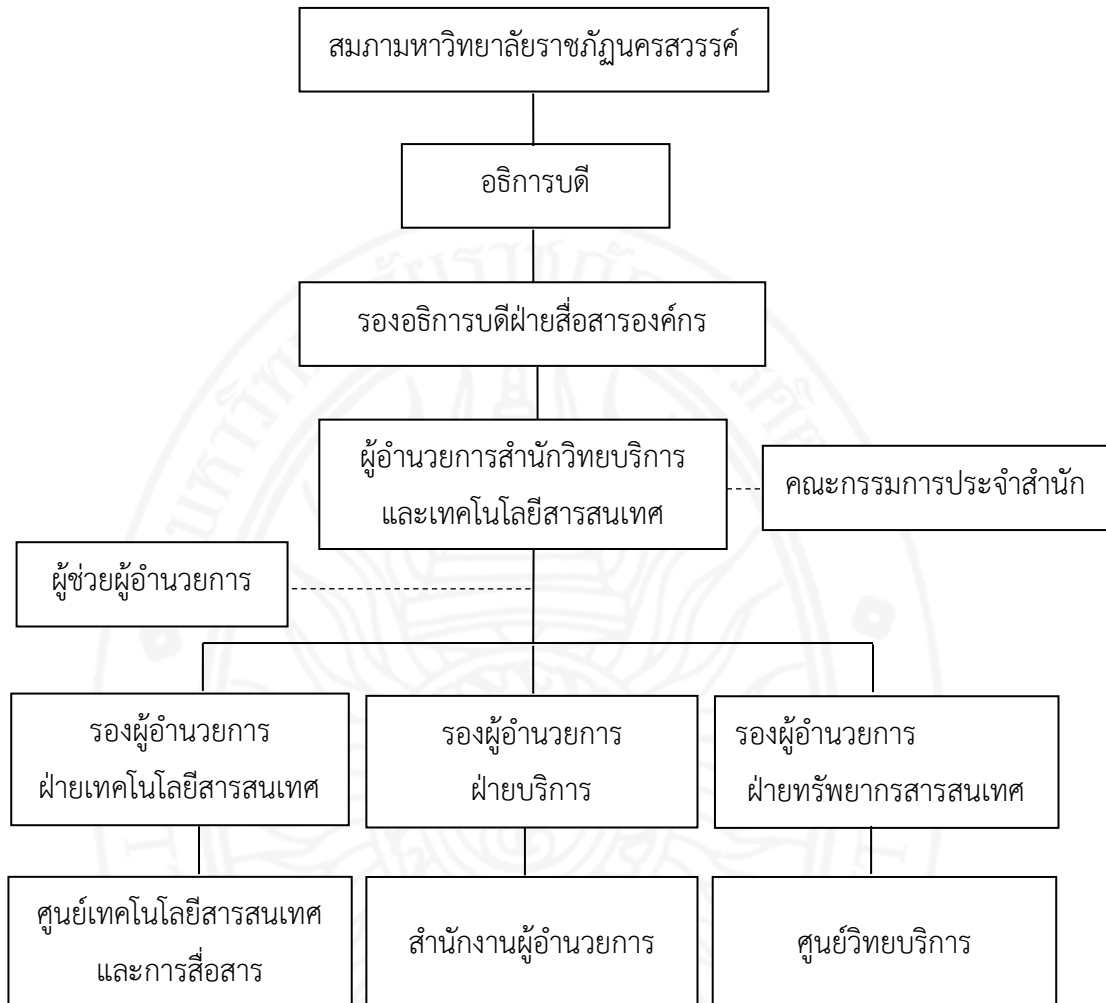 สมภามหาวิทยาลัยราชภัฏนครสวรรค์
อธิการบดี
รองอธิการบดีฝ่ายสื่อสารองค์กร
ผู้อำนวยการสำนักวิทยบริการ
และเทคโนโลยีสารสนเทศ
คณะกรรมการประจำสำนัก
ผู้ช่วยผู้อำนวยการ
รองผู้อำนวยการ
ฝ่ายเทคโนโลยีสารสนเทศ
รองผู้อำนวยการ
ฝ่ายบริการ
รองผู้อำนวยการ
ฝ่ายทรัพยากรสารสนเทศ
ศูนย์เทคโนโลยีสารสนเทศ
และการสื่อสาร
สำนักงานผู้อำนวยการ
ศูนย์วิทยบริการ